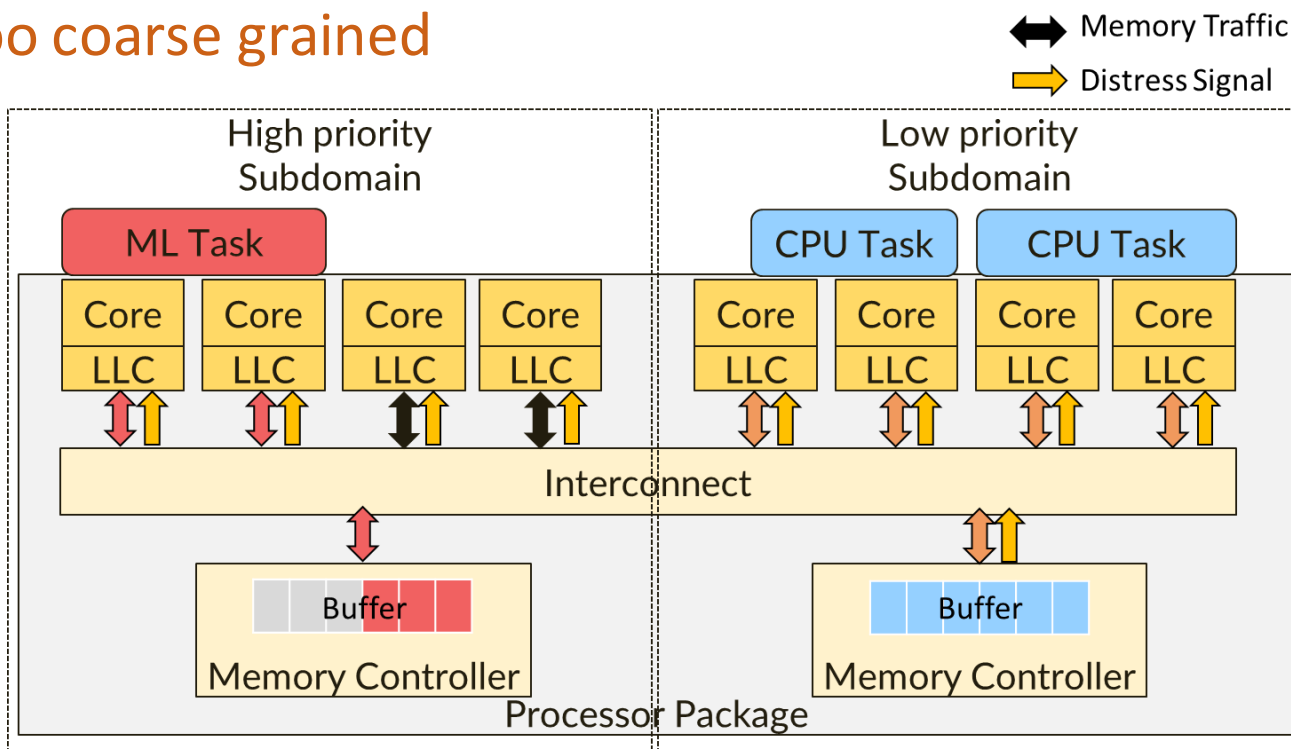 oo coarse grained
Memory Traffic
Distress Signal
High priority
Subdomain
Low priority
Subdomain
ML Task
CPU Task
CPU Task
Core
Core
Core
Core
Core
Core
Core
Core
LLC
LLC
LLC
LLC
LLC
LLC
LLC
LLC
Interconnect
Buffer
Buffer
Memory Controller
Memory Controller
Processor Package